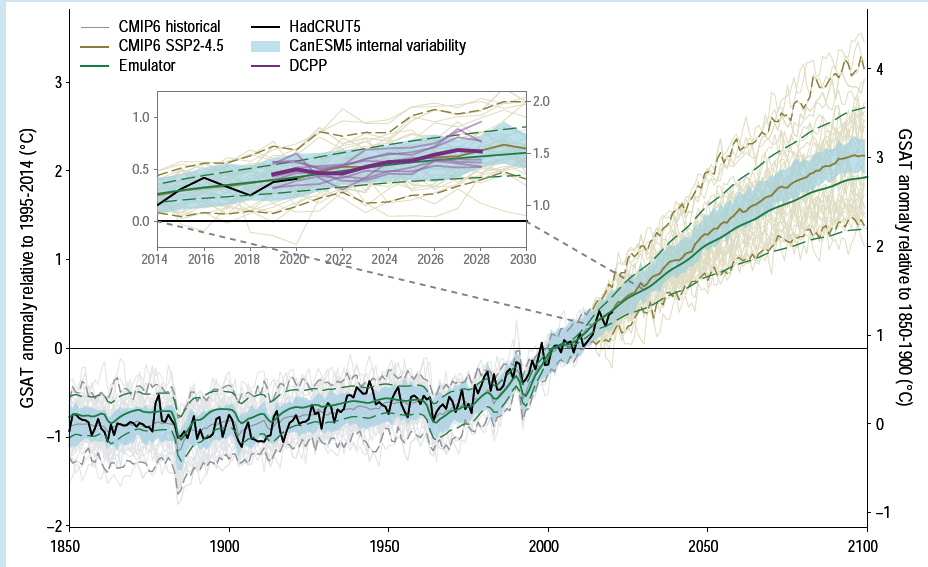 CMIP6 historical
CMIP6 SSP2-4.5
Emulator
HadCRUT5
CanESM5 internal variability
DCPP
GSAT anomaly relative to 1995-2014 (°C)
3
2
1
0
−1
−2
1.0
0.5
0.0
2.0
1.5
1.0
2014 2016 2018 2020 2022 2024 2026 2028 2030
4
3
2
1
0
−1
GSAT anomaly relative to 1850-1900 (°C)
1850 1900 1950 2000 2050 2100